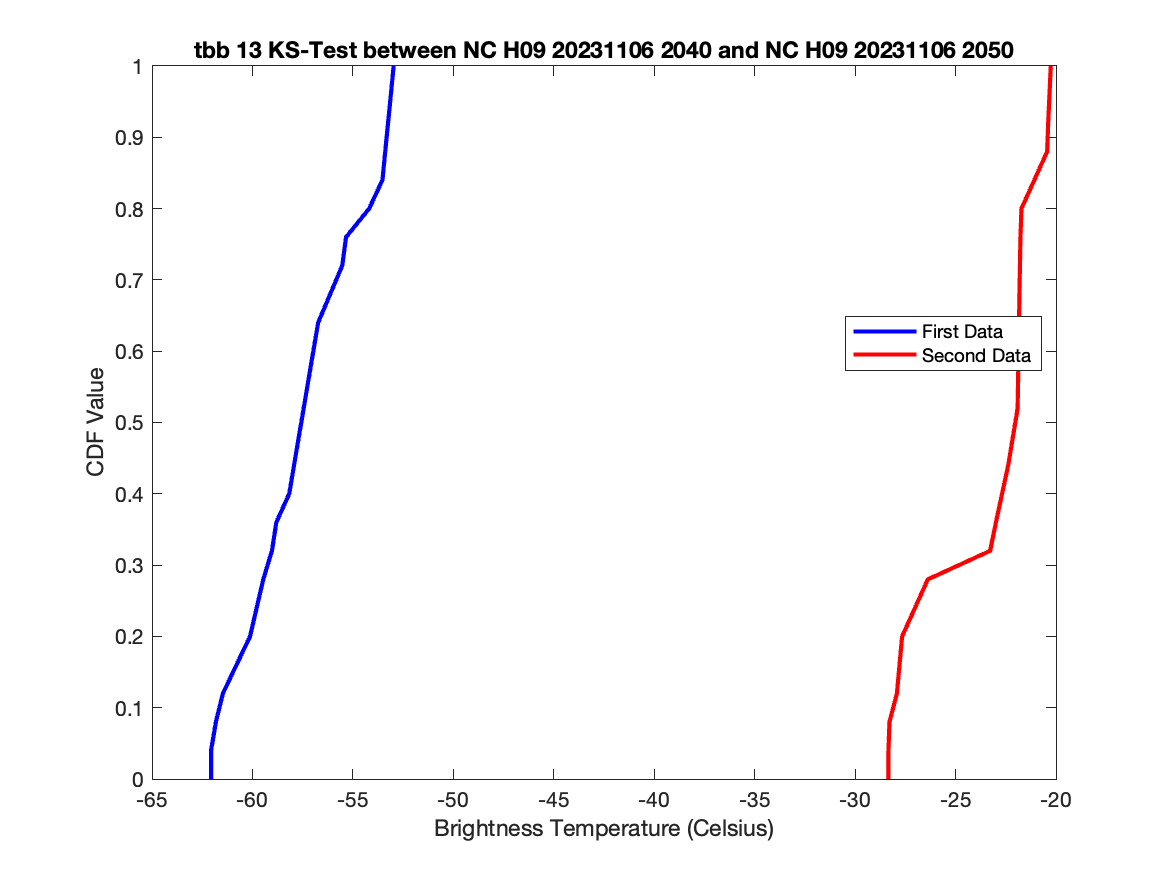 tbb 13 KS-Test between NC H09 20231106 2040 and NC H09 20231106 2050
1
0.9
0.8
0.7
0.6
0.5
0.4
0.3
0.2
0.1
0
CDF Value
First Data
Second Data
-65 -60 -55 -50 -45 -40 -35 -30 -25 -20
Brightness Temperature (Celsius)